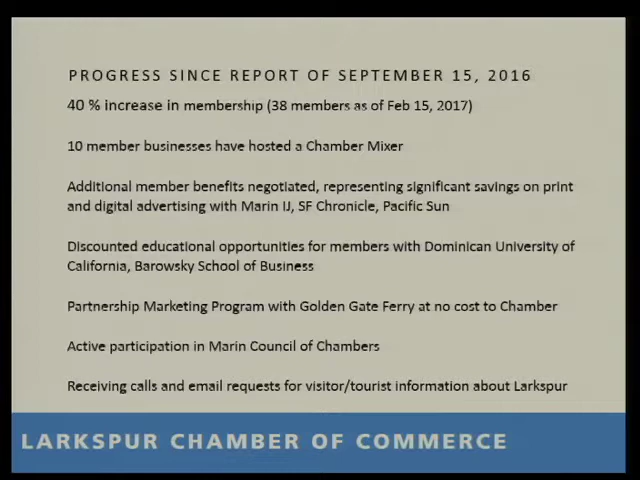 PROGRESS SINCE REPORT OF SEPTEMBER 15, 2016
40 % increase in membership (38 members as of Feb 15, 2017)
10 member businesses have hosted a Chamber Mixer
Additional member benefits negotiated, representing significant savings on print
and digital advertising with Marin IJ, SF Chronicle, Pacific Sun
Discounted educational opportunities for members with Dominican University of
California, Barowsky School of Business
Partnership Marketing Program with Golden Gate Ferry at no cost to Chamber
Active participation in Marin Council of Chambers
Receiving calls and email requests for visitor/tourist information about Larkspur
LARKSPUR CHAMBER OF COMMERCE